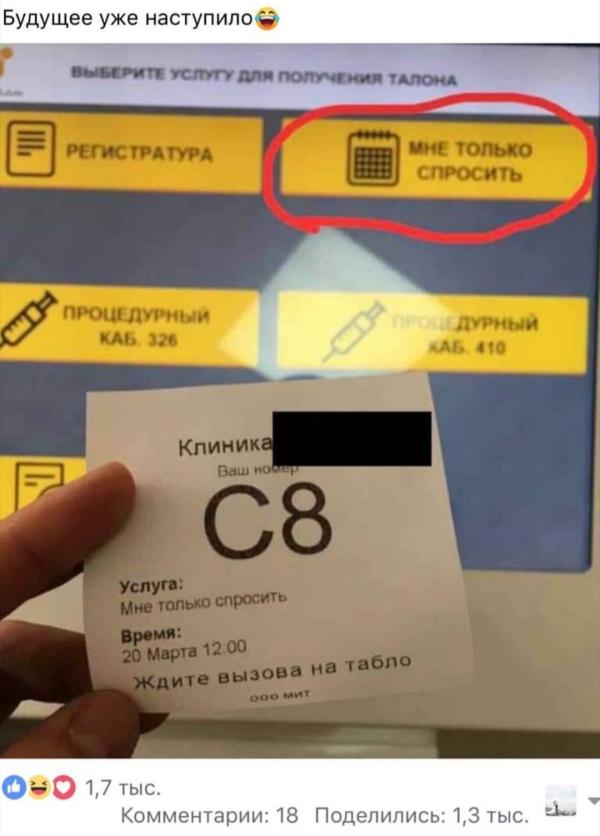 Будущее уже наступило😂
ВЫБЕРИТЕ УСЛУГУ ДЛЯ ПОЛУЧЕНИЯ ТАЛОНА
РЕГИСТРАТУРА
МНЕ ТОЛЬКО
СПРОСИТЬ
ПРОЦЕДУРНЫЙ
КАБ. 326
ПРОЦЕДУРНЫЙ
КАБ. 410
Клиника
Ваш номер
C8
Услуга:
Мне только спросить
Время:
20 Марта 12:00
Ждите вызова на табло
ООО МИТ
1,7 тыс.
Комментарии: 18 Поделились: 1,3 тыс.